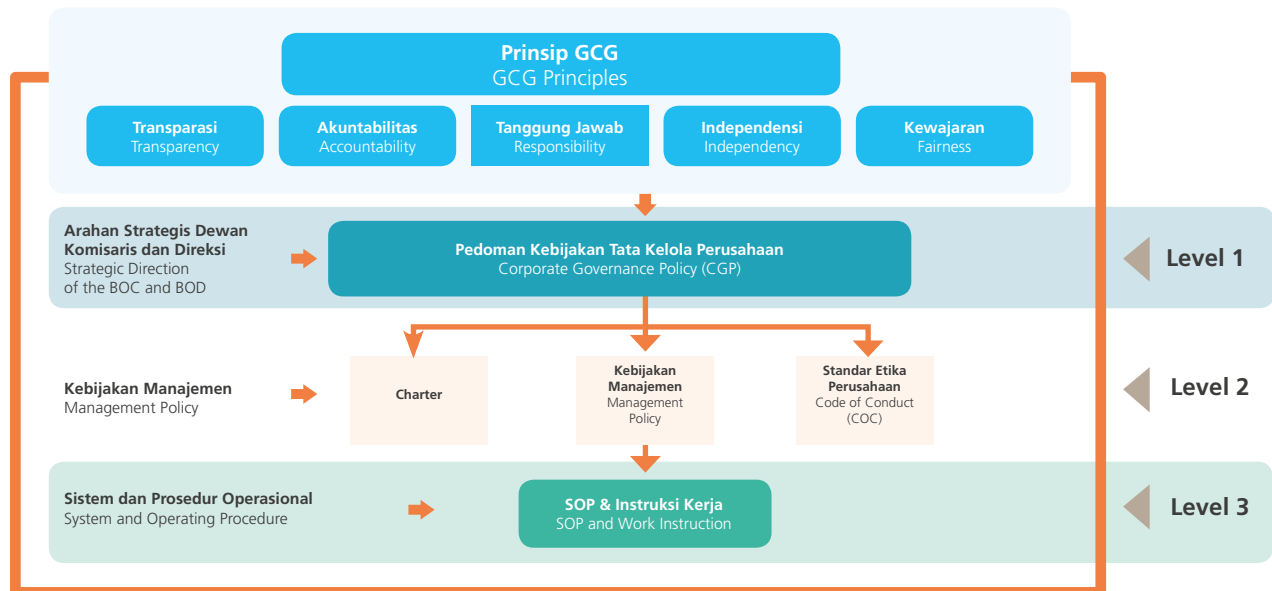 Prinsip GCG
GCG Principles
Transparasi
Transparency
Akuntabilitas
Accountability
Tanggung Jawab
Responsibility
Independensi
Independency
Kewajaran
Fairness
Arahan Strategis Dewan
Komisaris dan Direksi
Strategic Direction
of the BOC and BOD
Pedoman Kebijakan Tata Kelola Perusahaan
Corporate Governance Policy (CGP)
Level 1
Kebijakan Manajemen
Management Policy
Charter
Kebijakan
Manajemen
Management
Policy
Standar Etika
Perusahaan
Code of Conduct
(COC)
Level 2
Sistem dan Prosedur Operasional
System and Operating Procedure
SOP & Instruksi Kerja
SOP and Work Instruction
Level 3